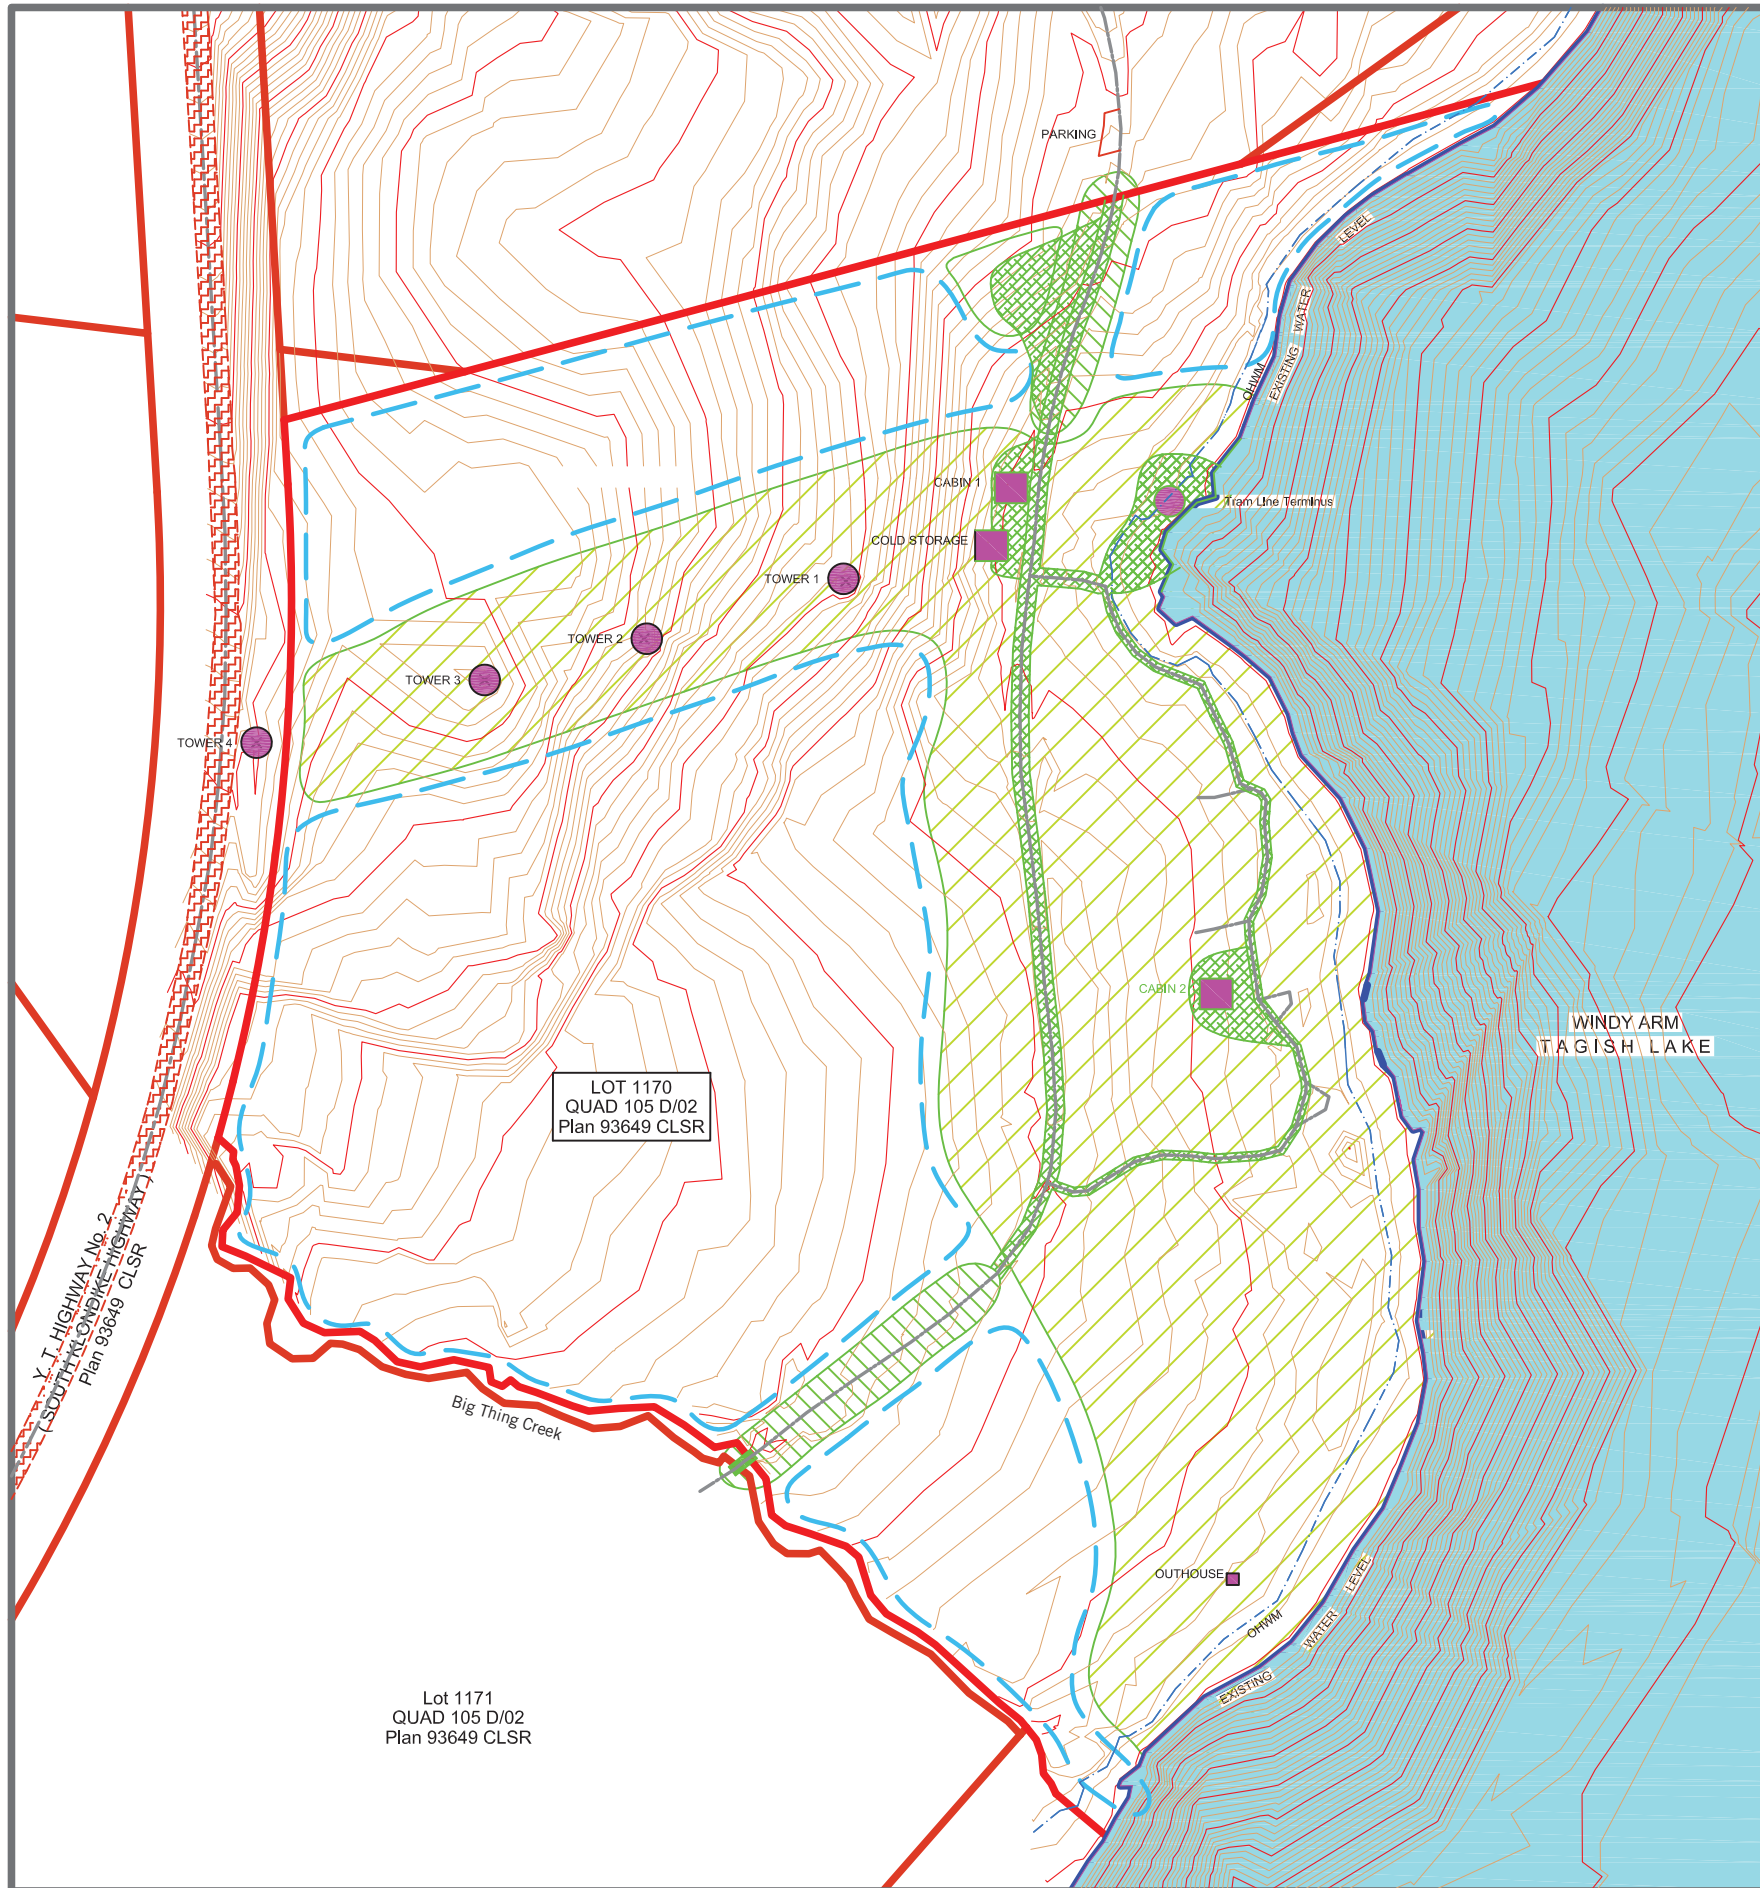 PARKING
LEVEL
WATER
EXISTING
OHWM
CABIN 1
Tram Line Terminus
COLD STORAGE
TOWER 1
TOWER 2
TOWER 3
TOWER 4
CABIN 2
WINDY ARM
TAGISH LAKE
LOT 1170
QUAD 105 D/02
Plan 93649 CLSR
Y. T. HIGHWAY No. 2
( SOUTH KLONDIKE HIGHWAY )
Plan 93649 CLSR
Big Thing Creek
OUTHOUSE
LEVEL
WATER
OHWM
EXISTING
Lot 1171
QUAD 105 D/02
Plan 93649 CLSR